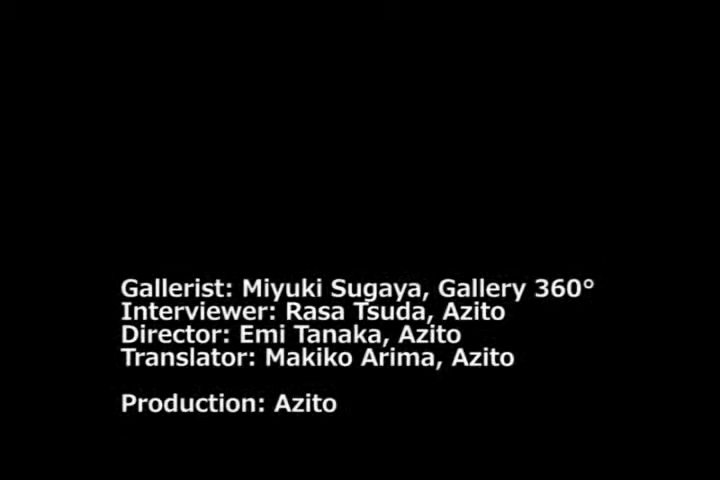 Gallerist: Miyuki Sugaya, Gallery 360°
Interviewer: Rasa Tsuda, Azito
Director: Emi Tanaka, Azito
Translator: Makiko Arima, Azito
Production: Azito